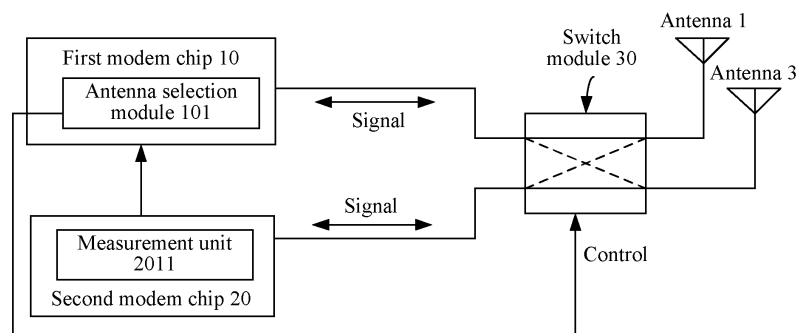 Antenna 1
Switch
module 30
Antenna 3
First modem chip 10
Antenna selection
module 101
Signal
Signal
Measurement unit
2011
Second modem chip 20
Control